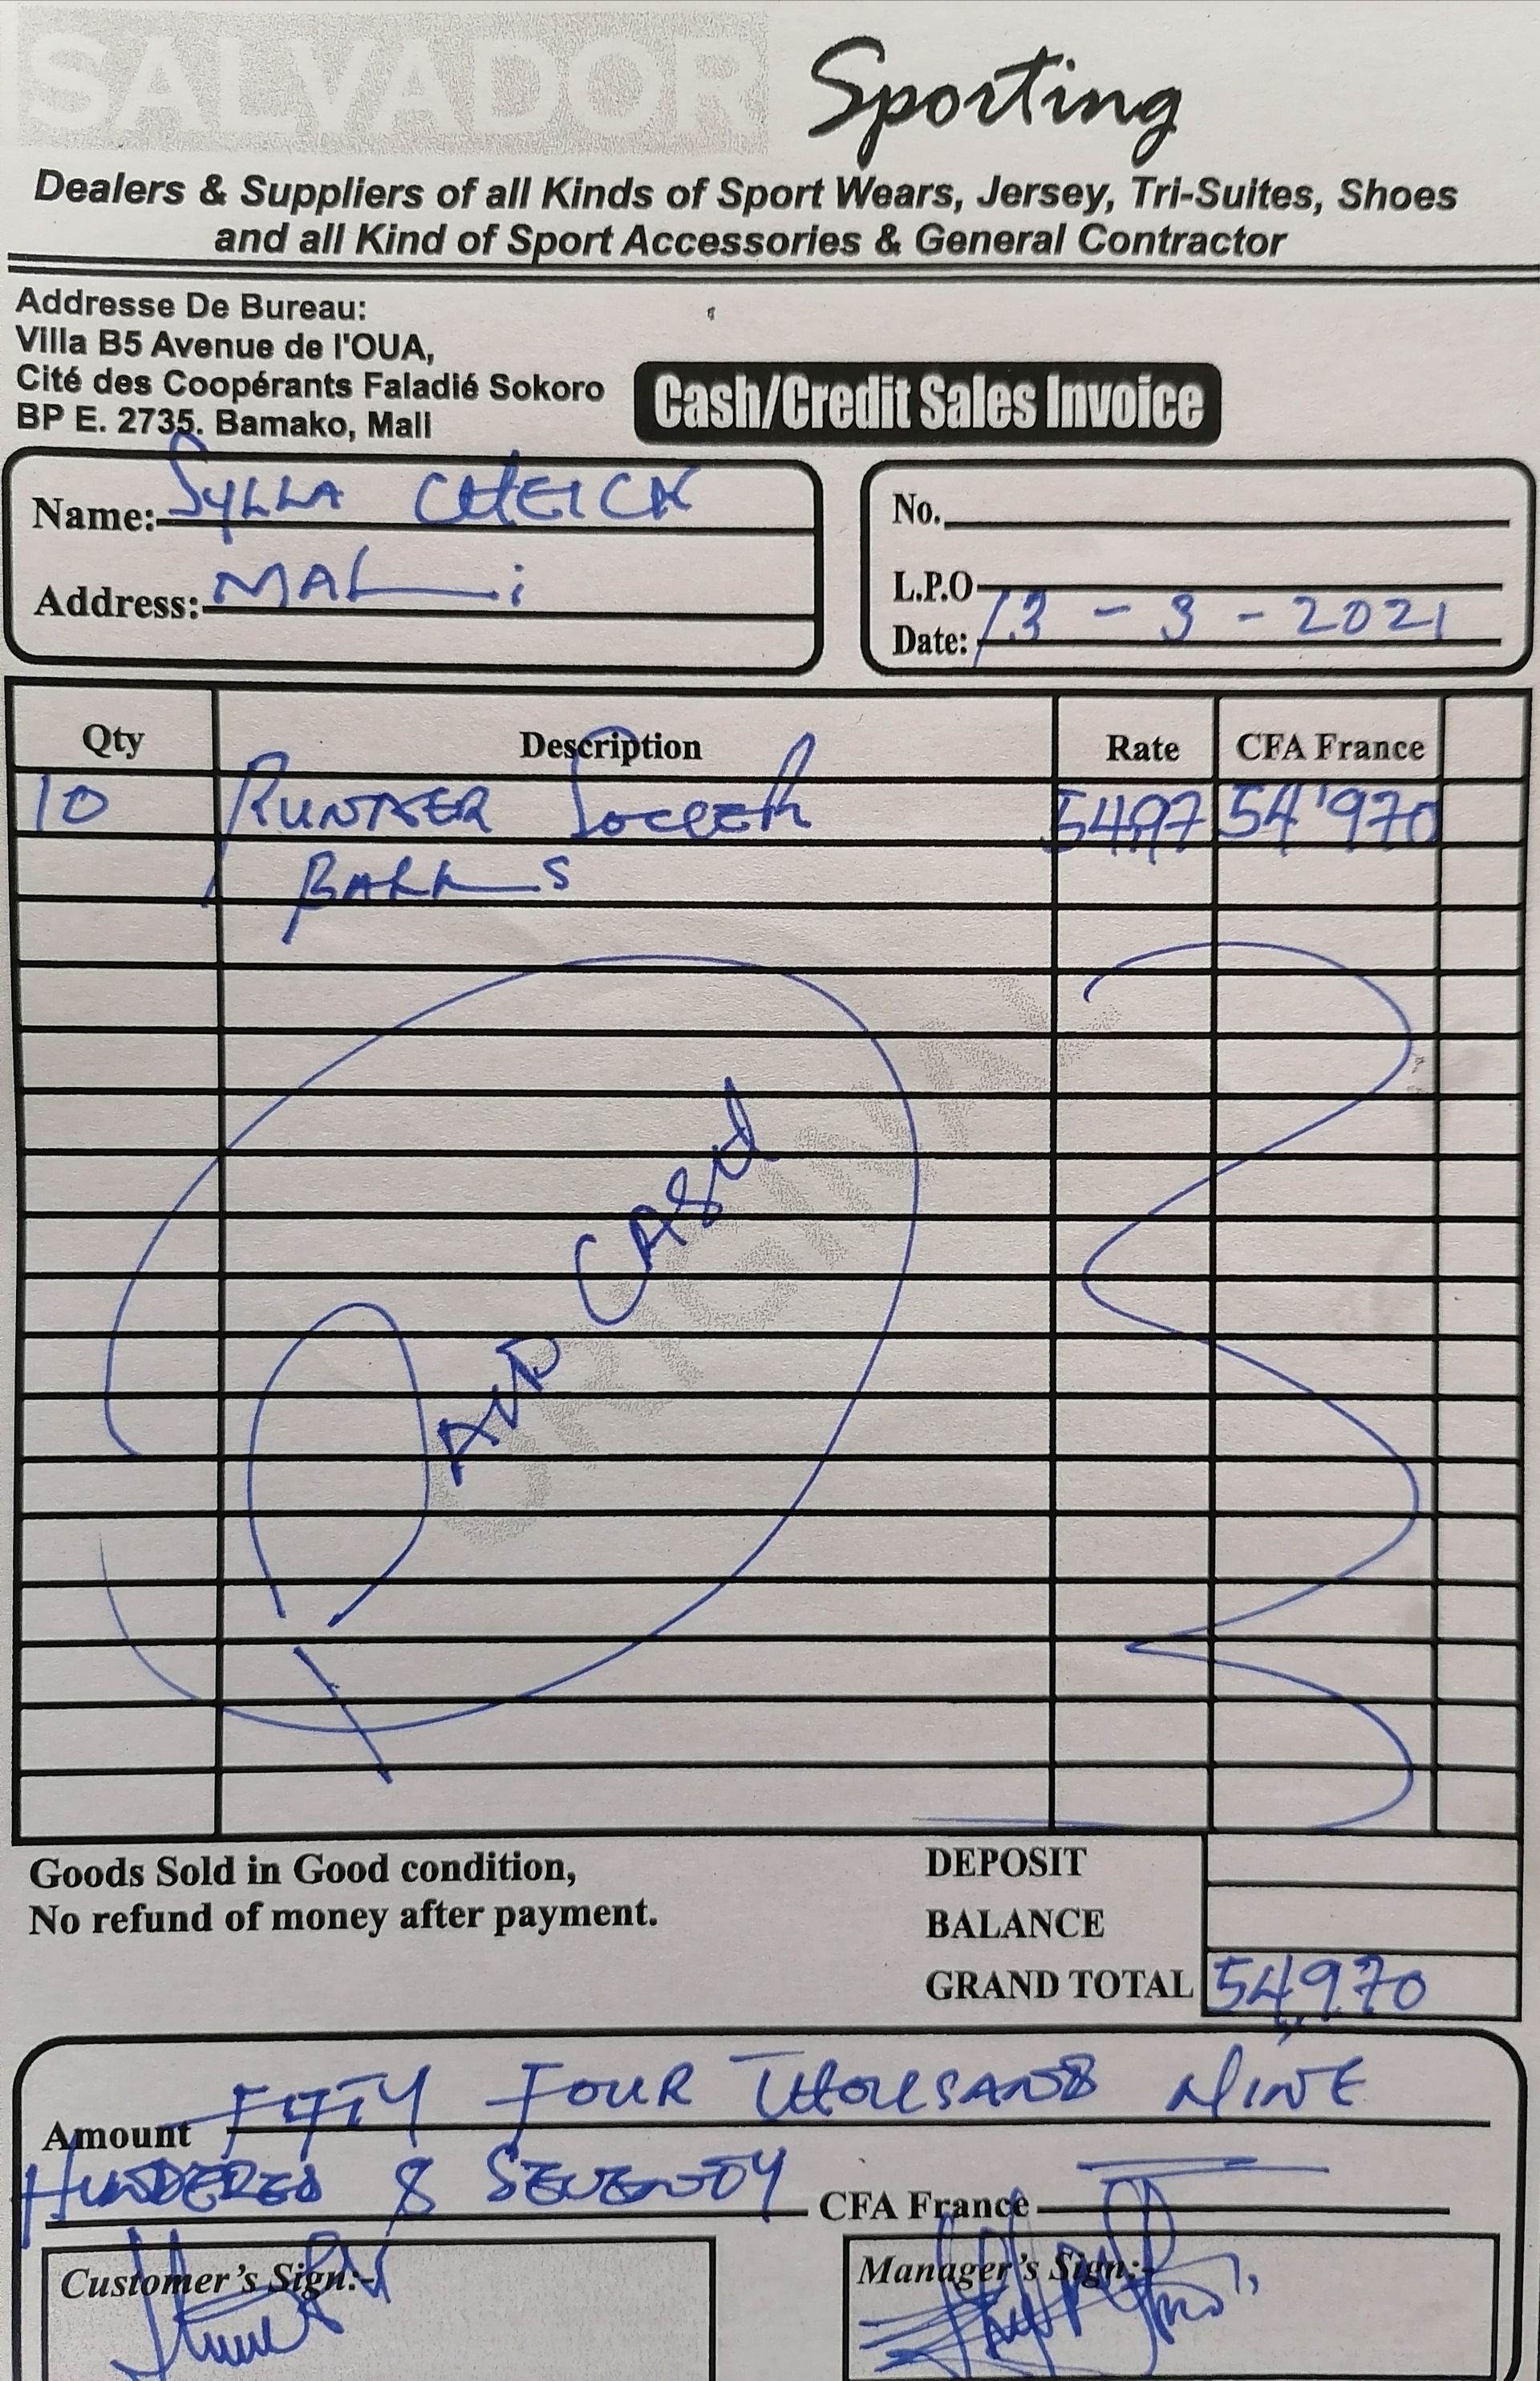 SALVADOR Sporting
Dealers & Suppliers of all Kinds of Sport Wears, Jersey, Tri-Suites, Shoes
and all Kind of Sport Accessories & General Contractor
Addresse De Bureau:
Villa B5 Avenue de l'OUA,
Cité des Coopérants Faladié Sokoro
BP E. 2735. Bamako, Mali
Cash/Credit Sales Invoice
Name: SYLLA CHEICK
Address: MALi
No.
L.P.O
Date: 13 - 3 - 2021
Qty Description Rate CFA France
10 RUNNER Soccer 5497 54'970
BALLS
PAID CASH
Goods Sold in Good condition,
No refund of money after payment.
DEPOSIT
BALANCE
GRAND TOTAL 54,970
Amount FIFTY FOUR THOUSAND NINE
HUNDERED & SEVENTY CFA France
Customer's Sign:-
Manager's Sign:-